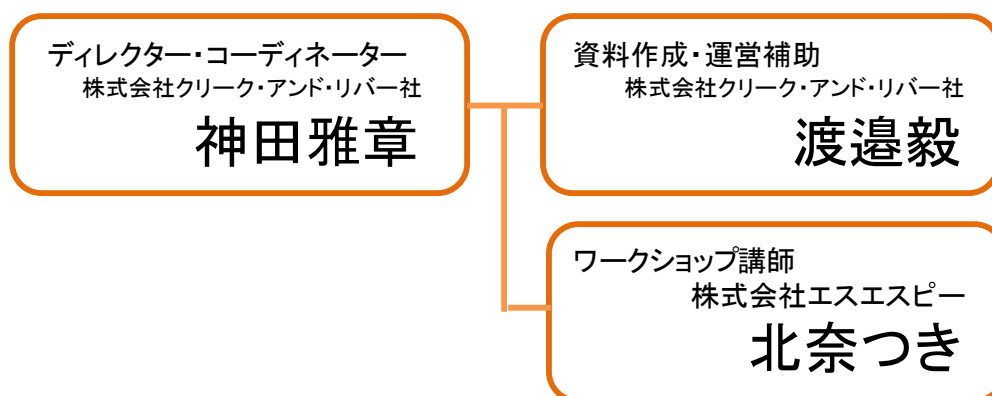 ディレクター・コーディネーター
株式会社クリーク・アンド・リバー社
神田雅章
資料作成・運営補助
株式会社クリーク・アンド・リバー社
渡邉毅
ワークショップ講師
株式会社エスエスピー
北奈つき